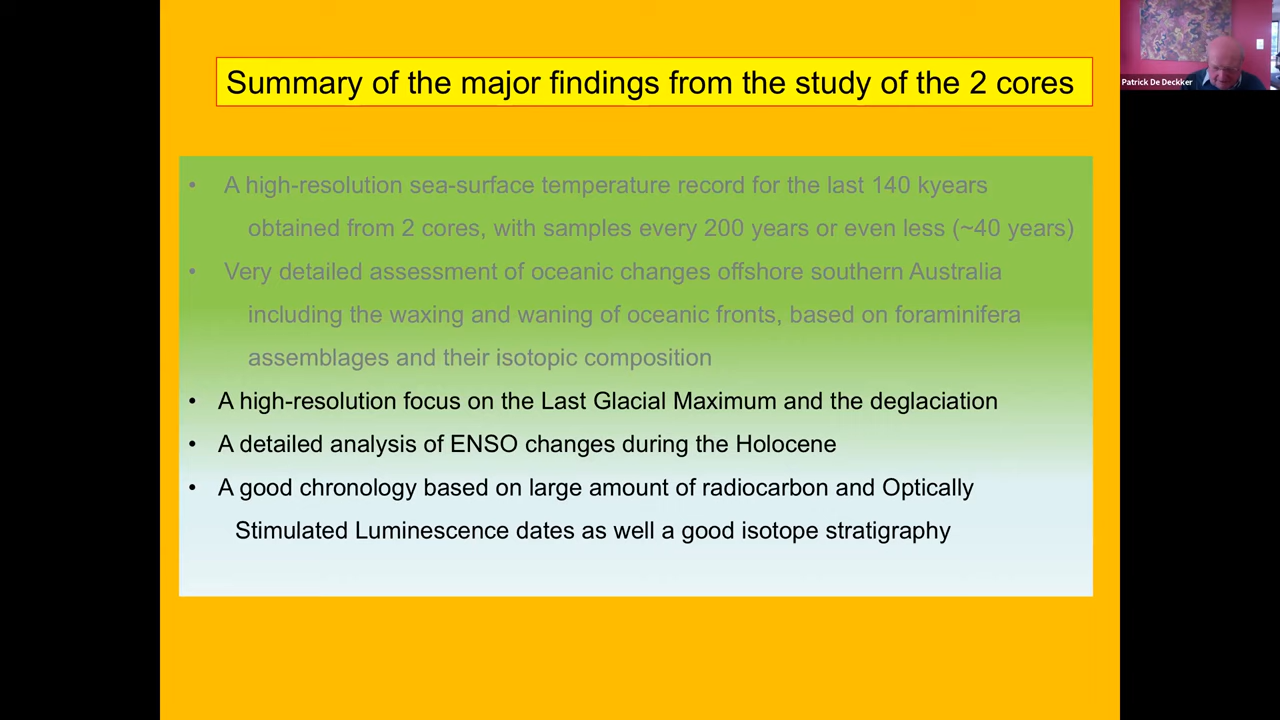 Summary of the major findings from the study of the 2 cores
Patrick De Deckker
• A high-resolution sea-surface temperature record for the last 140 kyears
obtained from 2 cores, with samples every 200 years or even less (~40 years)
• Very detailed assessment of oceanic changes offshore southern Australia
including the waxing and waning of oceanic fronts, based on foraminifera
assemblages and their isotopic composition
• A high-resolution focus on the Last Glacial Maximum and the deglaciation
• A detailed analysis of ENSO changes during the Holocene
• A good chronology based on large amount of radiocarbon and Optically
Stimulated Luminescence dates as well a good isotope stratigraphy